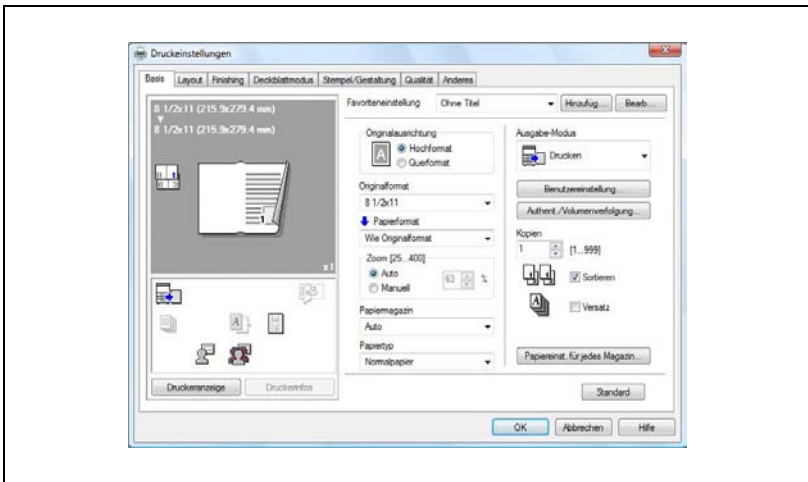 Druckeinstellungen
Basis Layout Finishing Deckblattmodus Stempel/Gestaltung Qualität Anderes
8 1/2x11 (215.9x279.4 mm)
8 1/2x11 (215.9x279.4 mm)
1
x1
Druckeranzeige Druckerinfos
Favoriteneinstellung Ohne Titel Hinzufüg... Bearb...
Originalausrichtung
A Hochformat
Querformat
Originalformat
8 1/2x11
Papierformat
Wie Originalformat
Zoom [25...400]
Auto
Manuell
63 %
Papiermagazin
Auto
Papiertyp
Normalpapier
Ausgabe-Modus
Drucken
Benutzereinstellung...
Authent./Volumenverfolgung...
Kopien
1 [1...999]
Sortieren
Versatz
Papiereinst. für jedes Magazin...
Standard
OK Abbrechen Hilfe